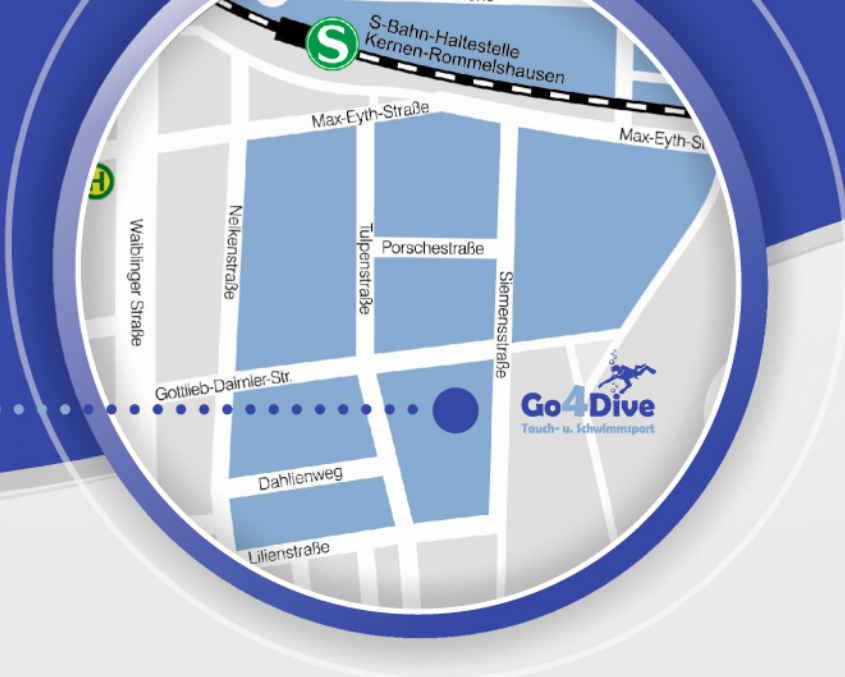 S
S-Bahn-Haltestelle
Kernen-Rommelshausen
Max-Eyth-Straße
Max-Eyth-St
H
Waiblinger Straße
Nelkenstraße
Tulpenstraße
Porschestraße
Siemensstraße
Gottlieb-Daimler-Str.
Go4Dive
Tauch- u. Schwimmsport
Dahlienweg
Lilienstraße